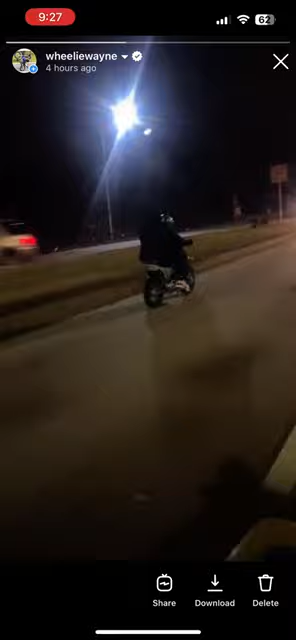 9:27
62
wheeliewayne
4 hours ago
Share
Download
Delete